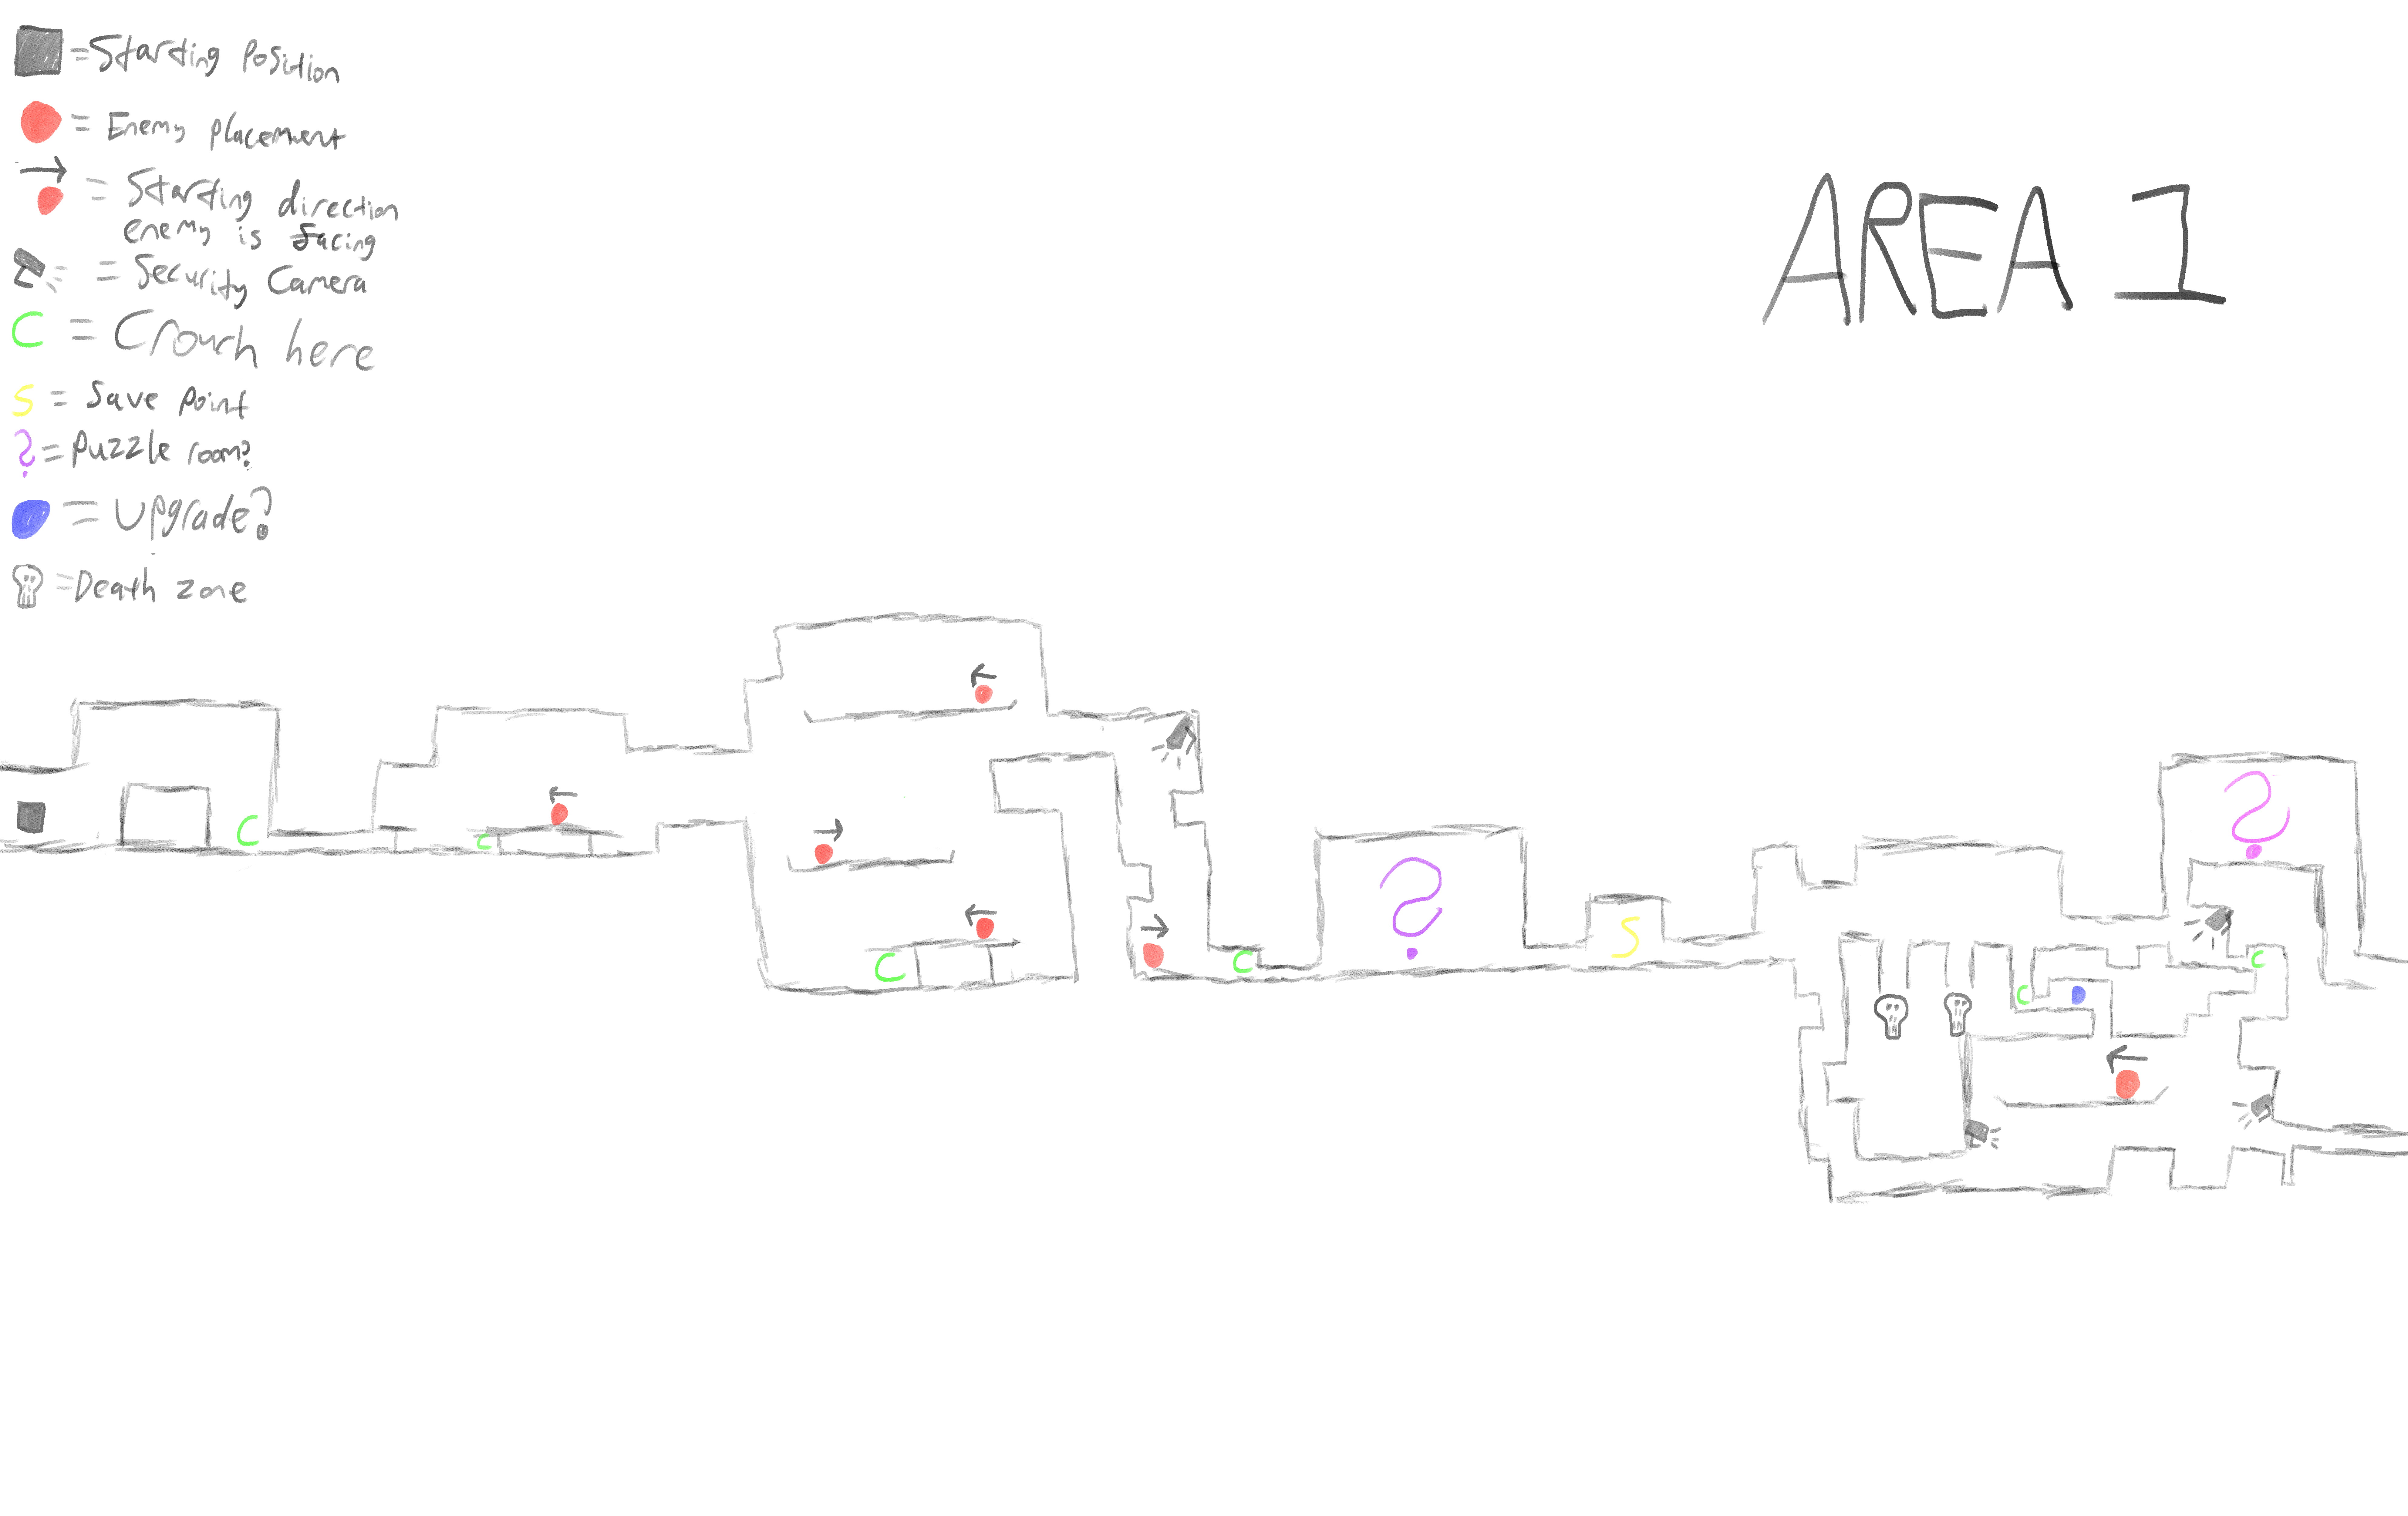 =Starting position
= Enemy placement
= Starting direction
enemy is facing
= Security Camera
C = Crouch here
S = Save point
? = Puzzle room?
= Upgrade?
=Death zone
AREA 1
C
C
C
C
?
S
?
C
C